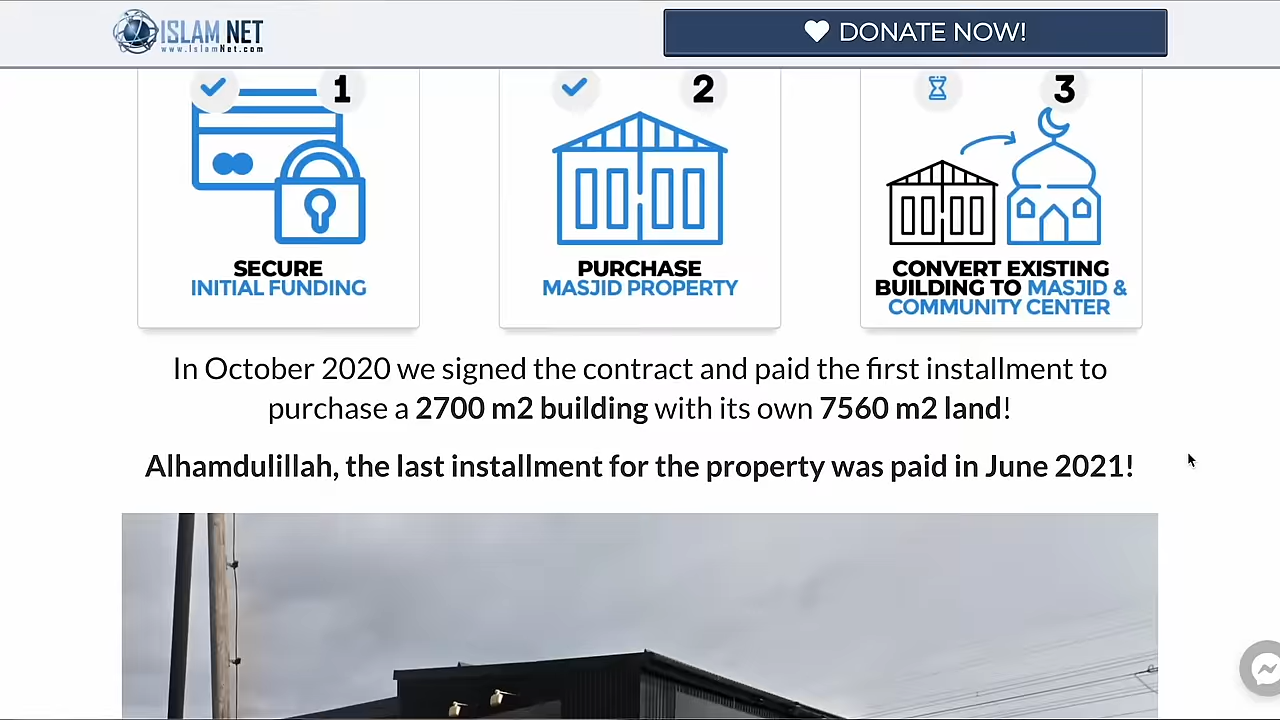 ISLAM NET
www.IslamNet.com
DONATE NOW!
1
SECURE
INITIAL FUNDING
2
PURCHASE
MASJID PROPERTY
3
CONVERT EXISTING
BUILDING TO MASJID &
COMMUNITY CENTER
In October 2020 we signed the contract and paid the first installment to
purchase a 2700 m2 building with its own 7560 m2 land!
Alhamdulillah, the last installment for the property was paid in June 2021!